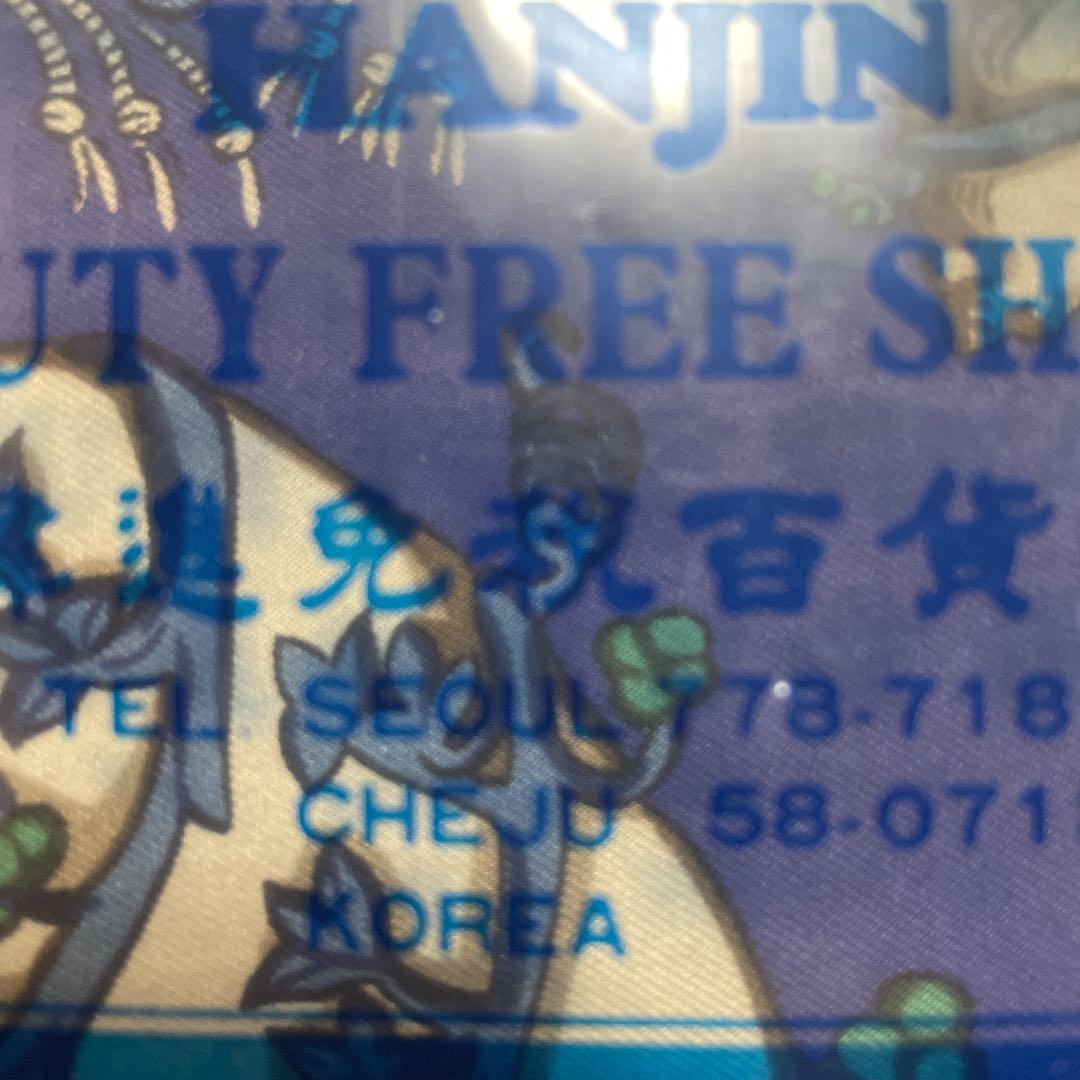 HANJIN
UTY FREE SH
進免稅百貨
TEL. SEOUL 778-718
CHEJU 58-071
KOREA